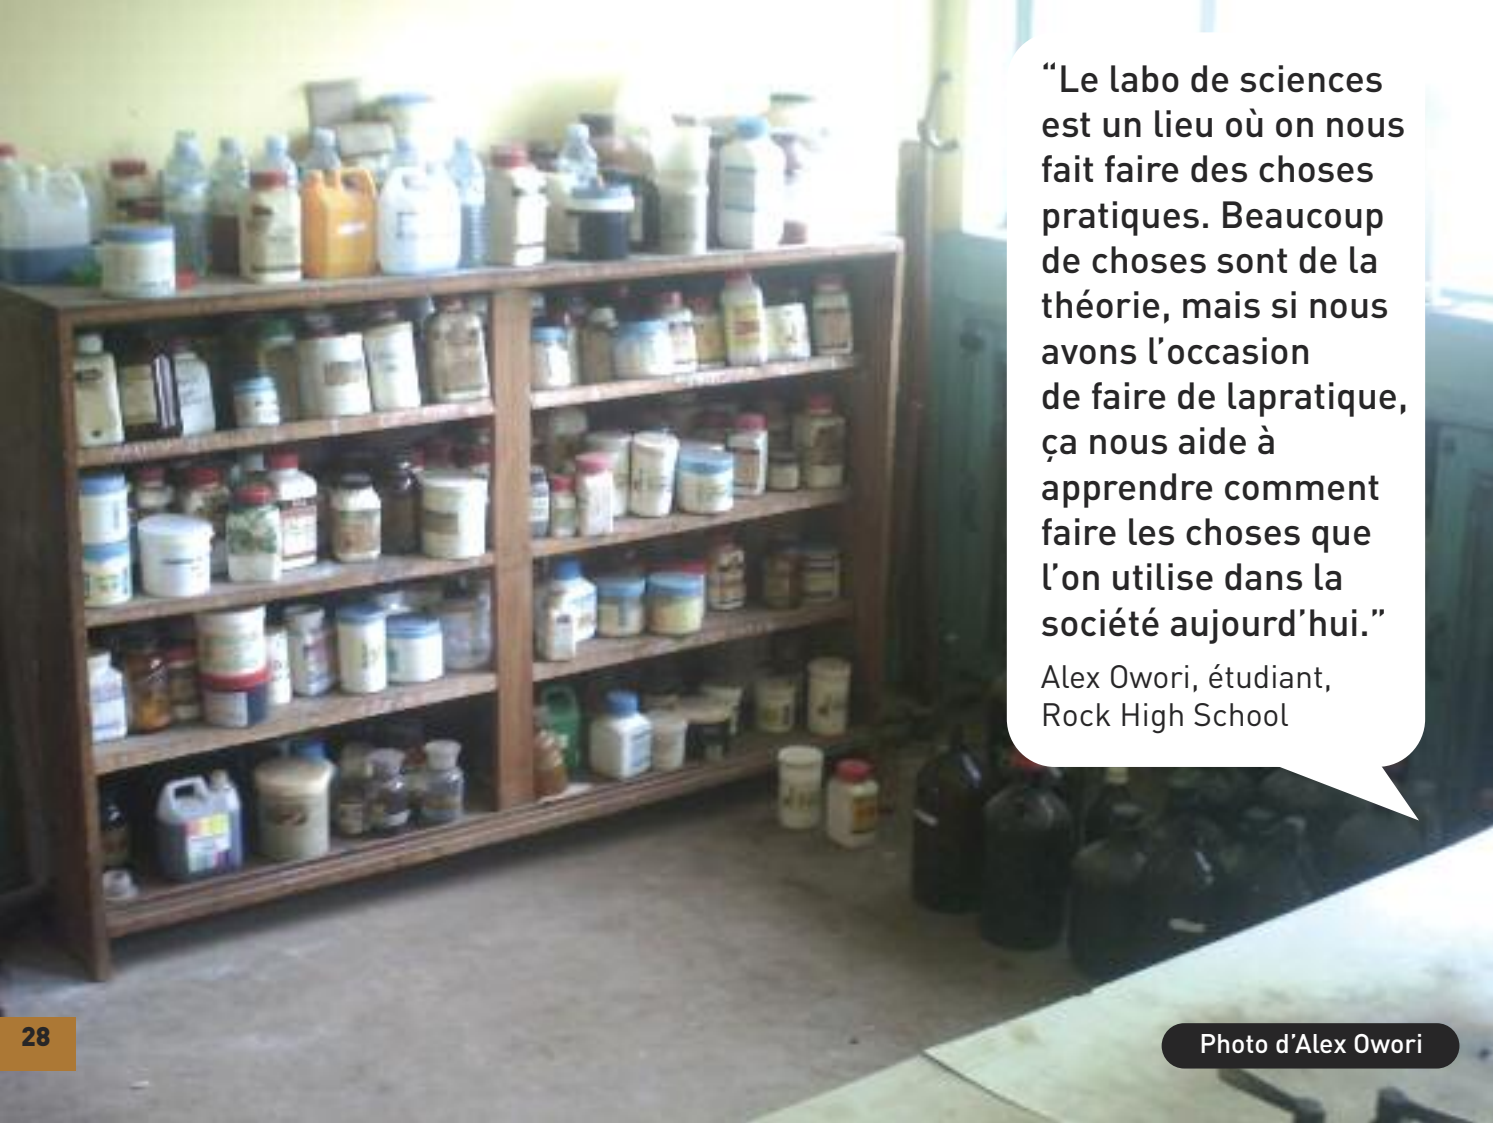 “Le labo de sciences
est un lieu où on nous
fait faire des choses
pratiques. Beaucoup
de choses sont de la
théorie, mais si nous
avons l’occasion
de faire de lapratique,
ça nous aide à
apprendre comment
faire les choses que
l’on utilise dans la
société aujourd’hui.”
Alex Owori, étudiant,
Rock High School
28
Photo d’Alex Owori